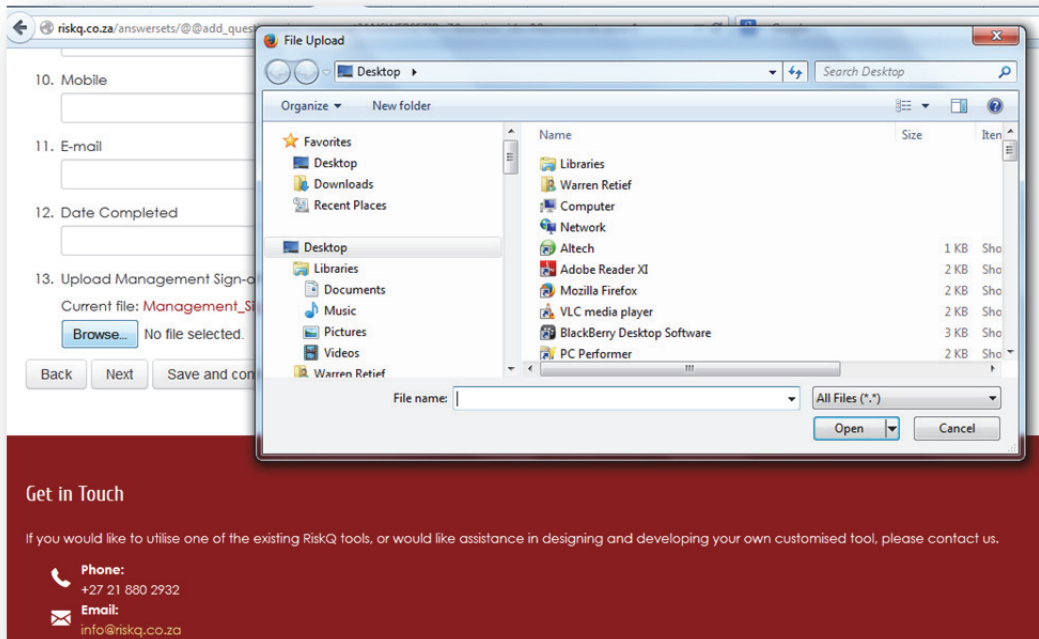 riskq.co.za/answersets/@@add_quest
10. Mobile
11. E-mail
12. Date Completed
13. Upload Management Sign-o
Current file: Management_Si
Browse... No file selected.
Back Next Save and con
File Upload
Desktop
Search Desktop
Organize New folder
Favorites
Desktop
Downloads
Recent Places
Desktop
Libraries
Documents
Music
Pictures
Videos
Warren Retief
Name Size Iten
Libraries
Warren Retief
Computer
Network
Altech 1 KB Sho
Adobe Reader XI 2 KB Sho
Mozilla Firefox 2 KB Sho
VLC media player 2 KB Sho
BlackBerry Desktop Software 3 KB Sho
PC Performer 2 KB Sho
File name: All Files (*.*)
Open Cancel
Get in Touch
If you would like to utilise one of the existing RiskQ tools, or would like assistance in designing and developing your own customised tool, please contact us.
Phone:
+27 21 880 2932
Email:
info@riskq.co.za